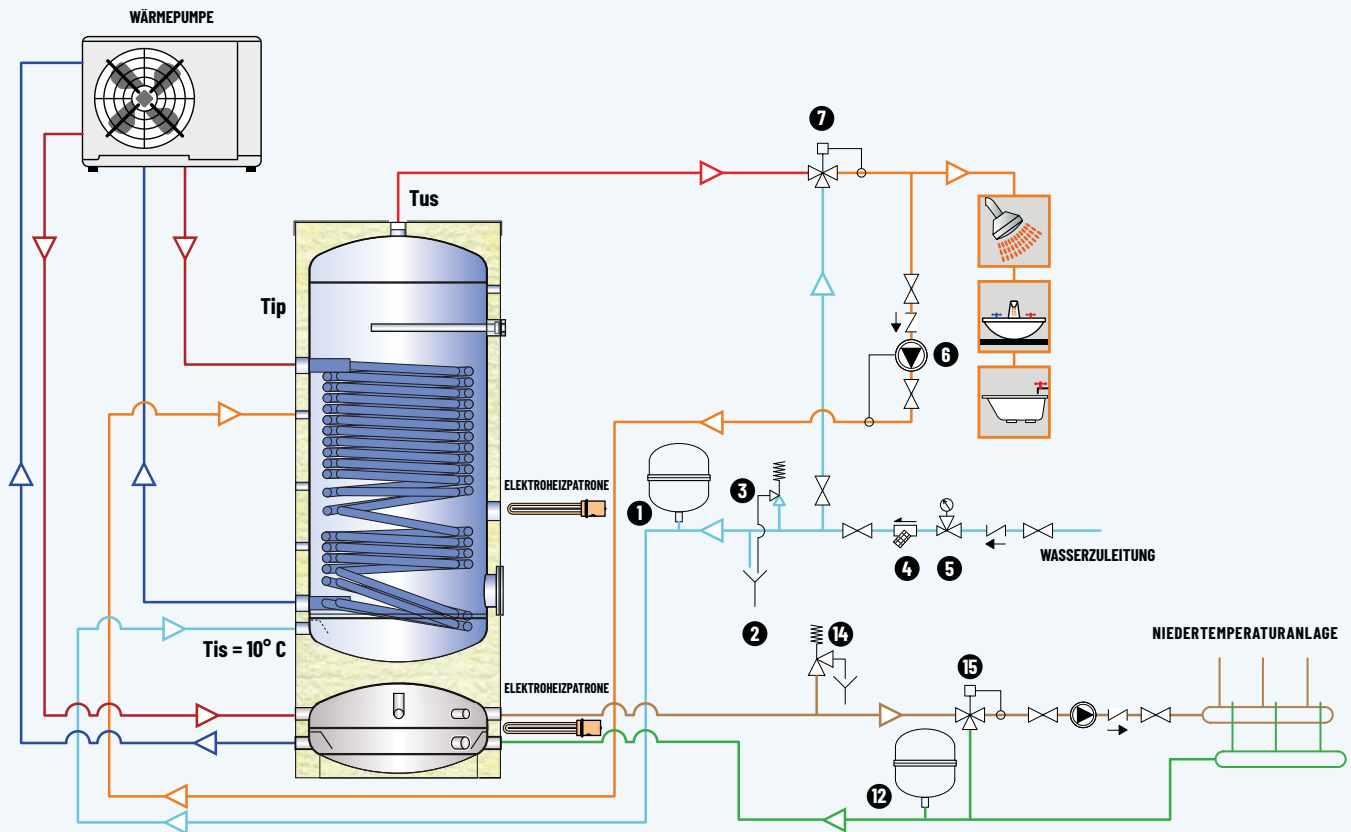 WÄRMEPUMPE
7
Tus
Tip
6
ELEKTROHEIZPATRONE
3
1
4
5
WASSERZULEITUNG
2
14
NIEDERTEMPERATURANLAGE
Tis = 10° C
15
ELEKTROHEIZPATRONE
12